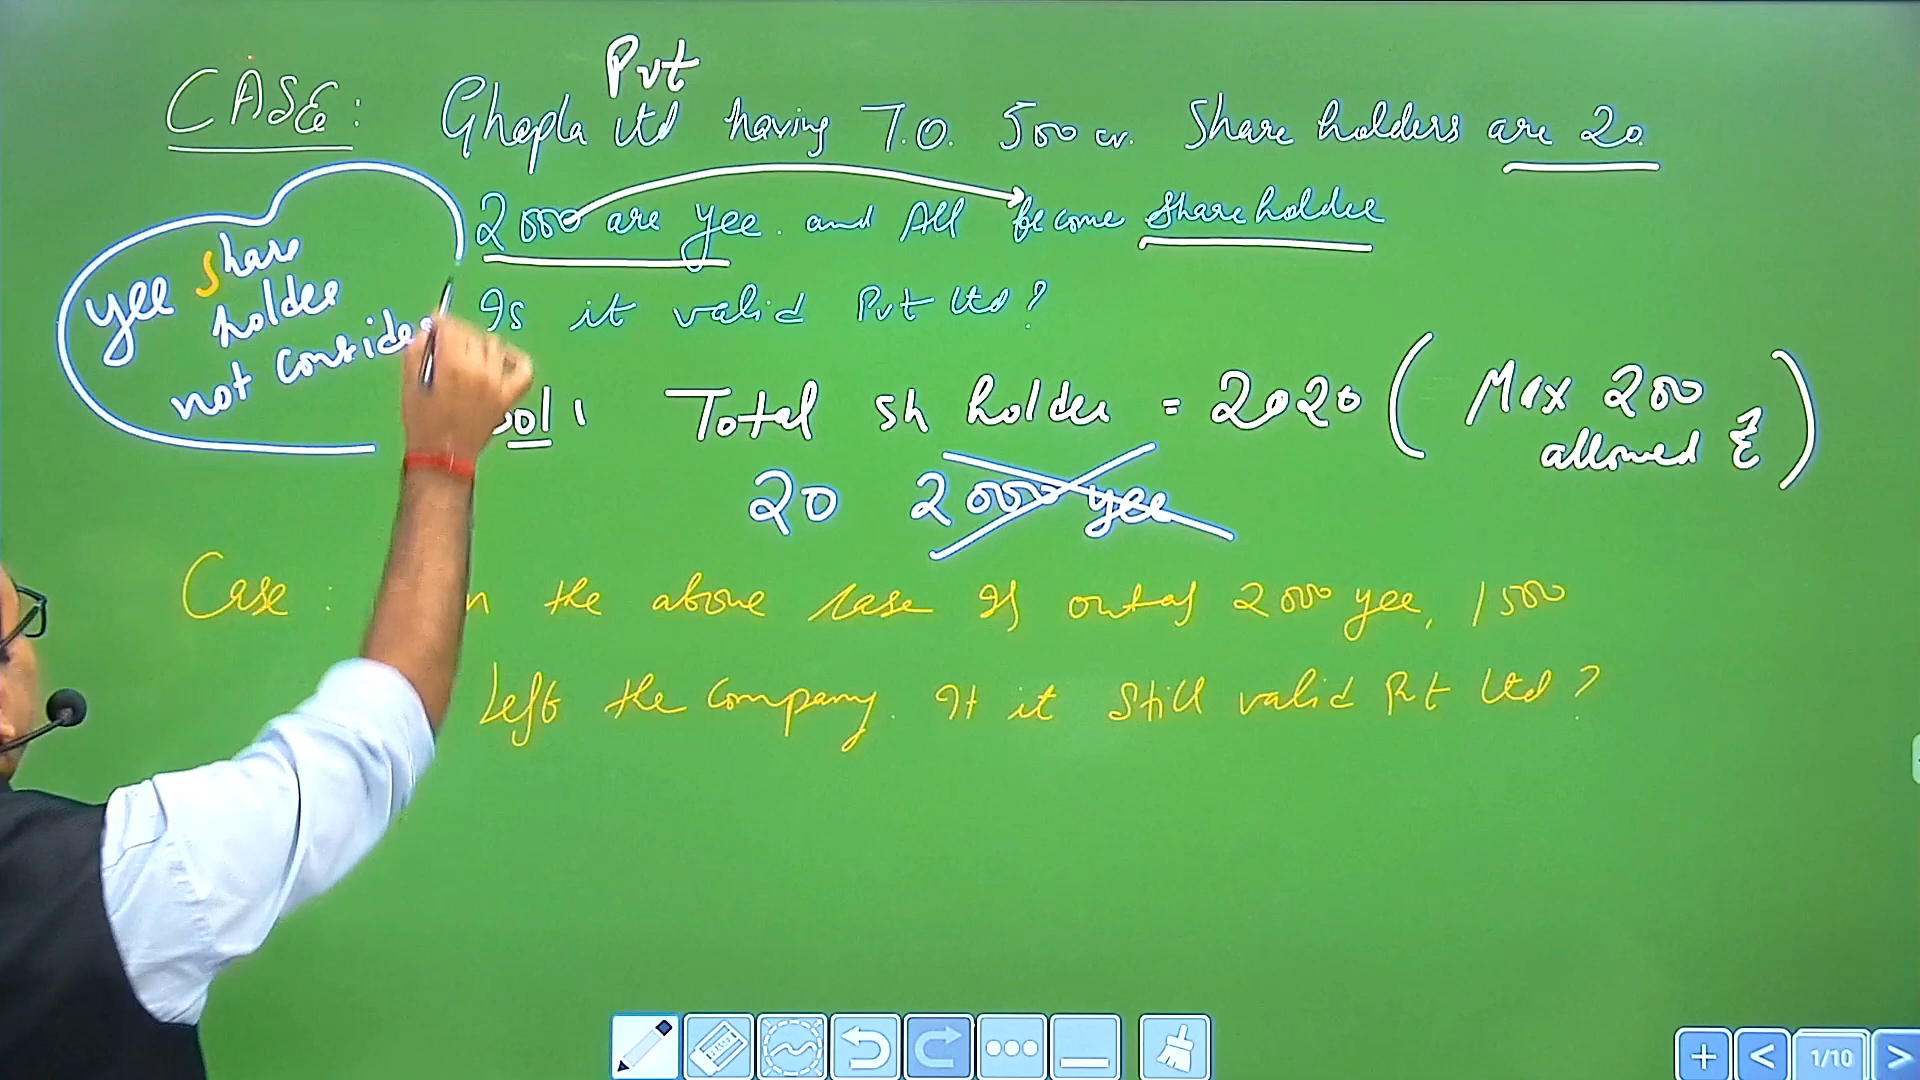 CASE: Ghapla Pvt Ltd having T.O. 500 cr. Share holders are 20.
2000 are yee. and All become Shareholder
Is it valid Pvt Ltd?
yee share
holder
not consider
Sol: Total sh holder = 2020 ( Max 200
allowed )
20 2000 yee
Case: In the above case If out of 2000 yee, 1500
Left the company. It it Still valid Pvt Ltd?
1/10